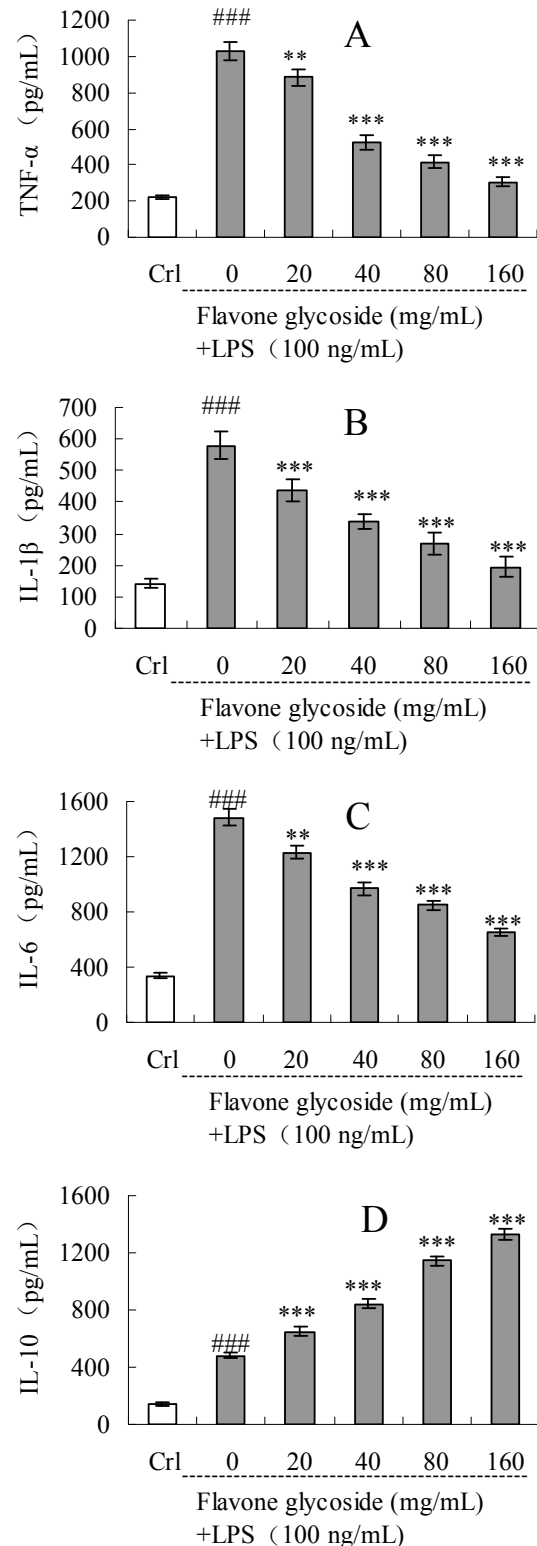 A
TNF-α（pg/mL)
1200
1000
800
600
400
200
0
###
**
***
***
***
Crl 0 20 40 80 160
Flavone glycoside (mg/mL)
+LPS（100 ng/mL)
B
IL-1β（pg/mL)
700
600
500
400
300
200
100
0
###
***
***
***
***
Crl 0 20 40 80 160
Flavone glycoside (mg/mL)
+LPS（100 ng/mL)
C
IL-6（pg/mL)
1600
1200
800
400
0
###
**
***
***
***
Crl 0 20 40 80 160
Flavone glycoside (mg/mL)
+LPS（100 ng/mL)
D
IL-10（pg/mL)
1600
1200
800
400
0
###
***
***
***
***
Crl 0 20 40 80 160
Flavone glycoside (mg/mL)
+LPS（100 ng/mL)